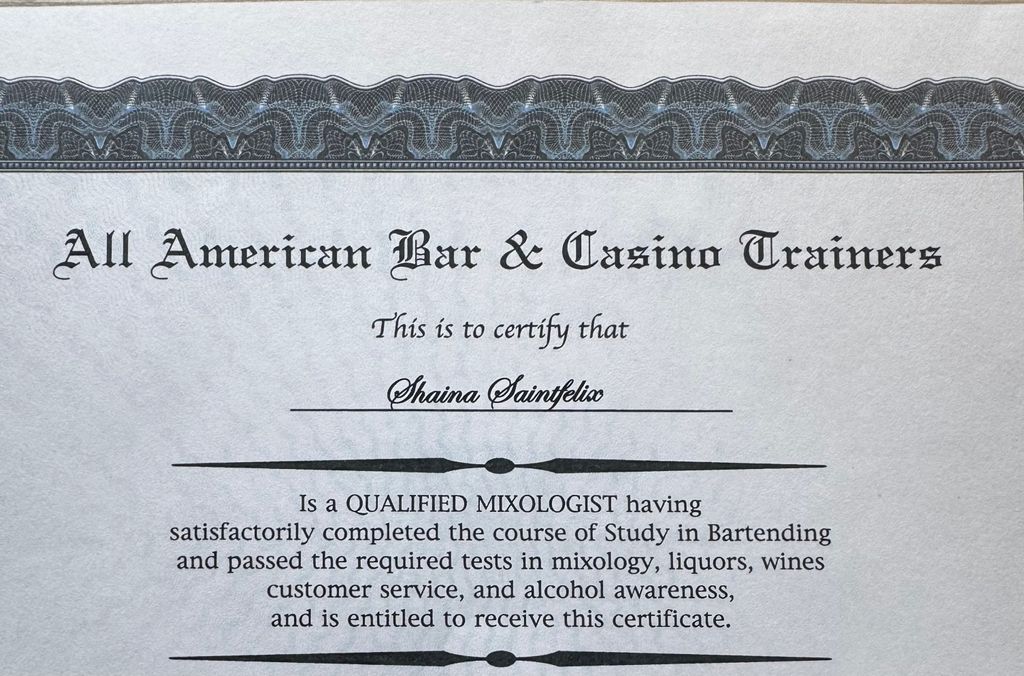 All American Bar & Casino Trainers
This is to certify that
Shaina Saintfelix
Is a QUALIFIED MIXOLOGIST having
satisfactorily completed the course of Study in Bartending
and passed the required tests in mixology, liquors, wines
customer service, and alcohol awareness,
and is entitled to receive this certificate.